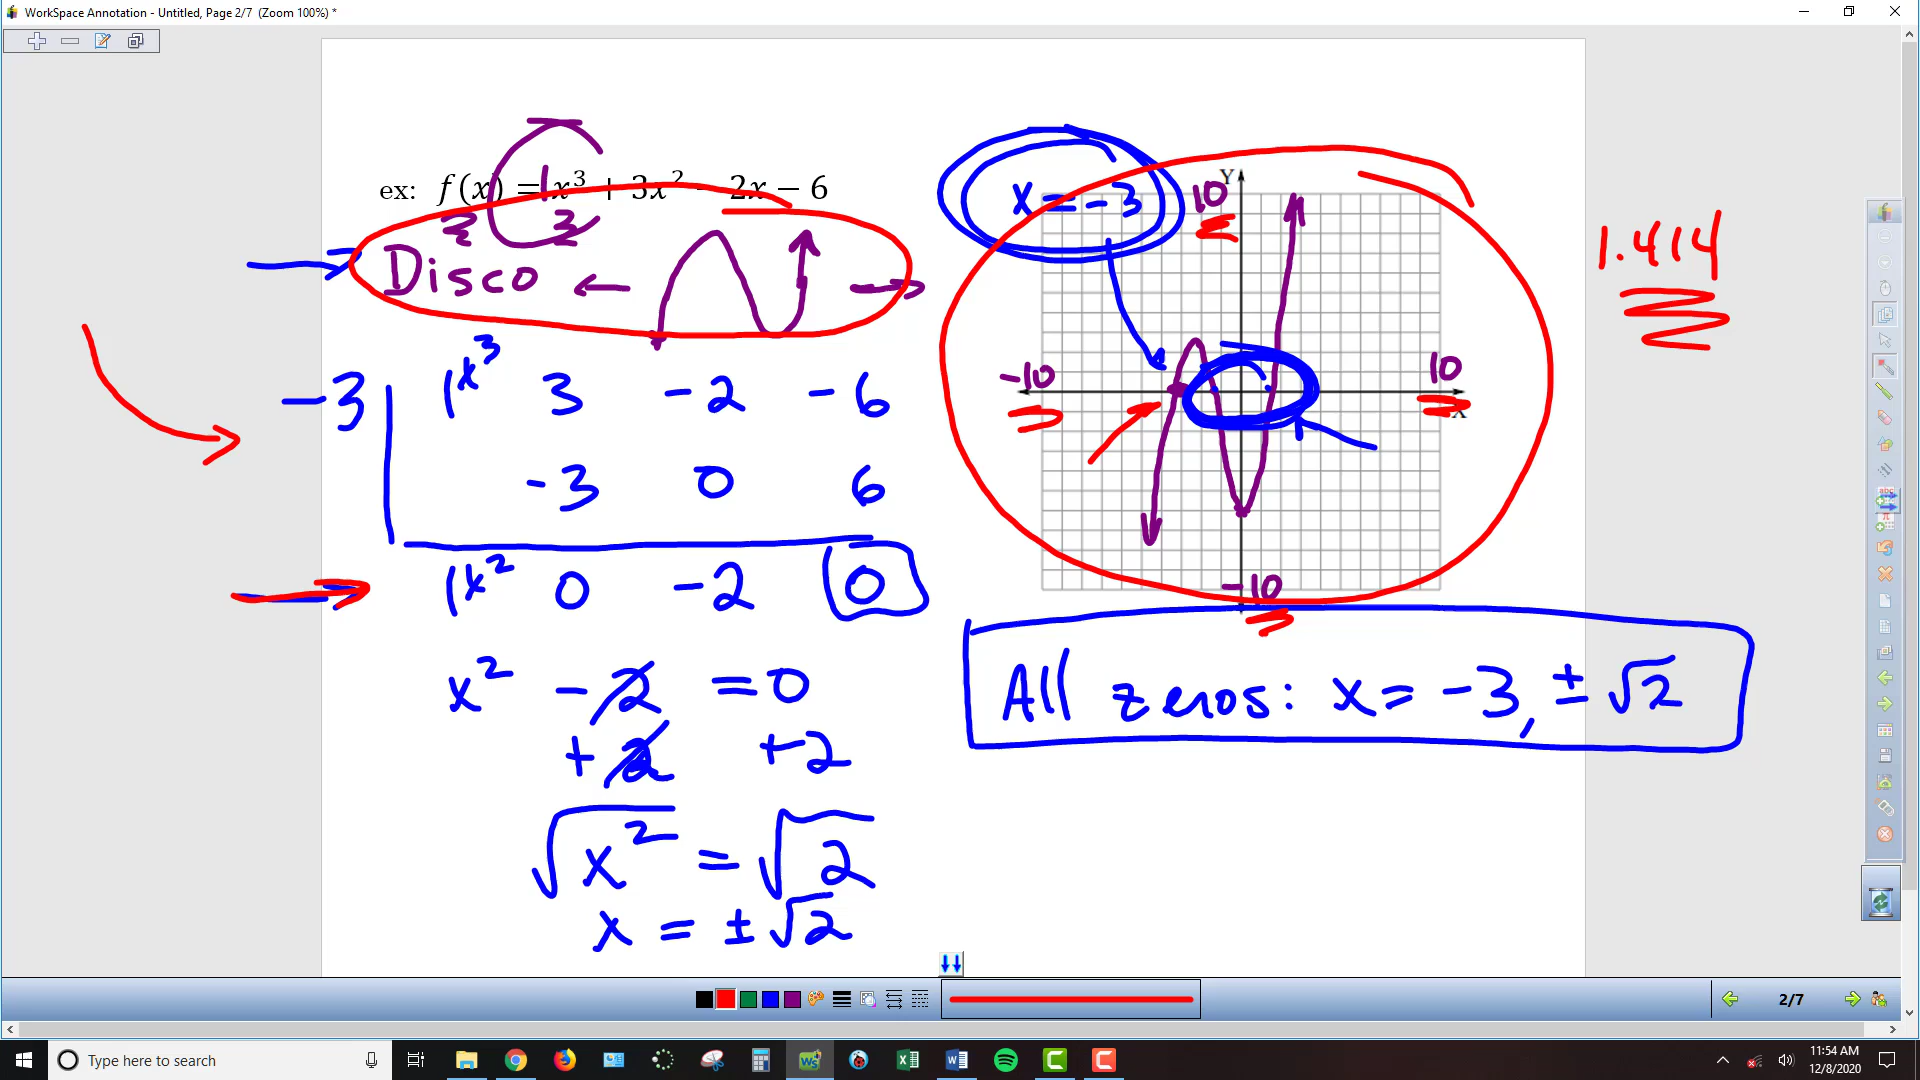 WorkSpace Annotation - Untitled, Page 2/7 (Zoom 100%) *
ex: f(x) = 1x³ + 3x² - 2x - 6
Disco
-3 1x³ 3 -2 -6
-3 0 6
1x² 0 -2 0
x² - 2 = 0
+ 2 +2
√x² = √2
x = ±√2
x = -3
Y
10
-10
10
X
-10
1.414
All zeros: x = -3, ±√2
2/7
Type here to search
11:54 AM
12/8/2020